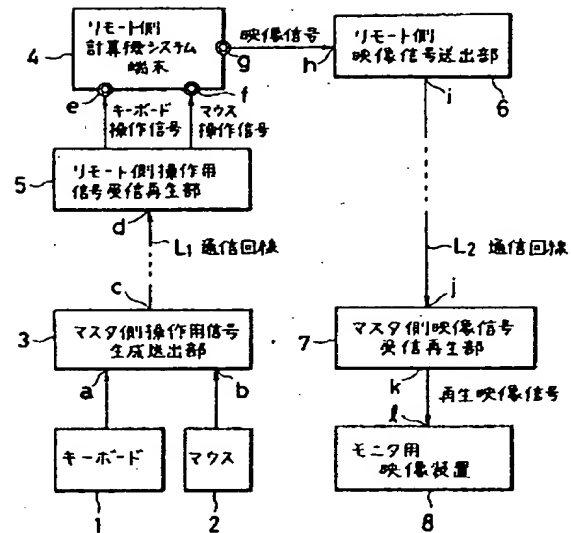 4
リモート側
計算機システム
端末
e
f
g
映像信号
h
リモート側
映像信号送出部
i
6
キーボード
操作信号
マウス
操作信号
5
リモート側操作用
信号受信再生部
d
L1 通信回線
L2 通信回線
c
j
3
マスタ側操作用信号
生成送出部
a
b
7
マスタ側映像信号
受信再生部
k
再生映像信号
l
キーボード
1
マウス
2
モニタ用
映像装置
8